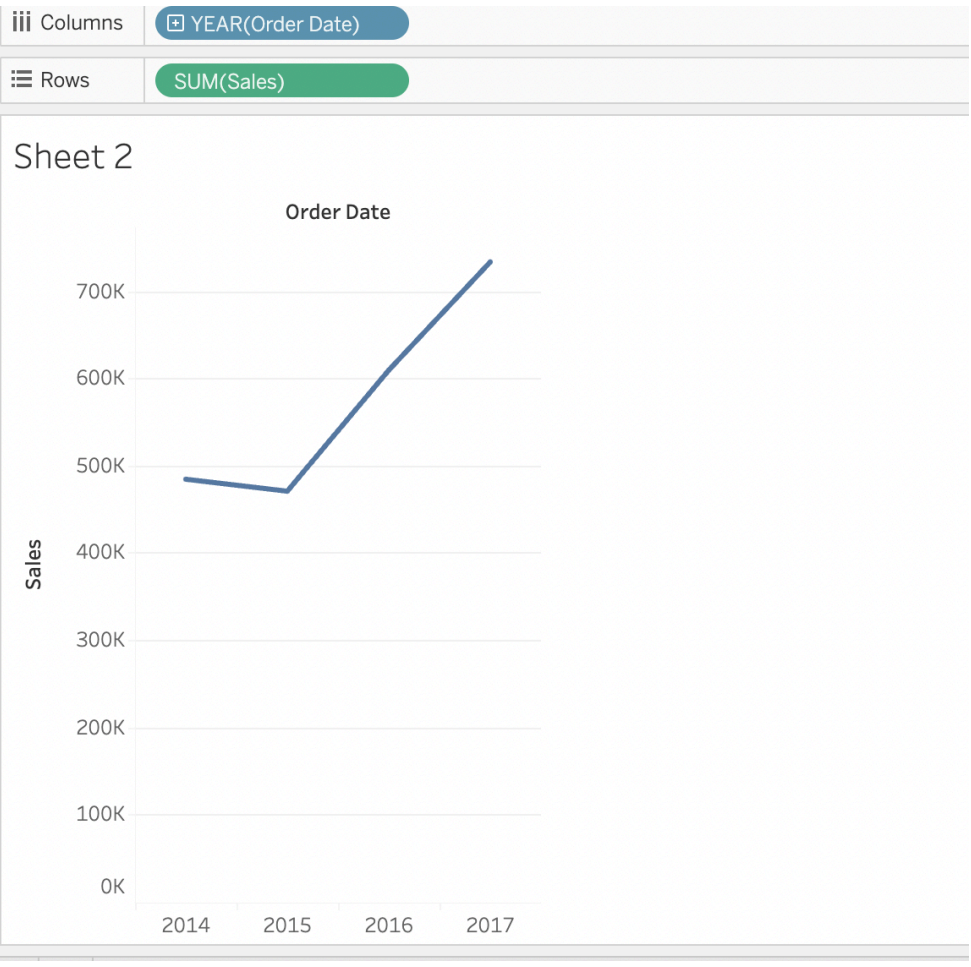 Columns
YEAR(Order Date)
Rows
SUM(Sales)
Sheet 2
Order Date
700K
600K
500K
400K
Sales
300K
200K
100K
0K
2014 2015 2016 2017